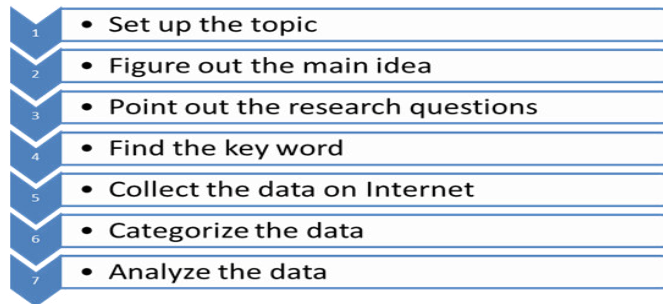 1 • Set up the topic
2 • Figure out the main idea
3 • Point out the research questions
4 • Find the key word
5 • Collect the data on Internet
6 • Categorize the data
7 • Analyze the data